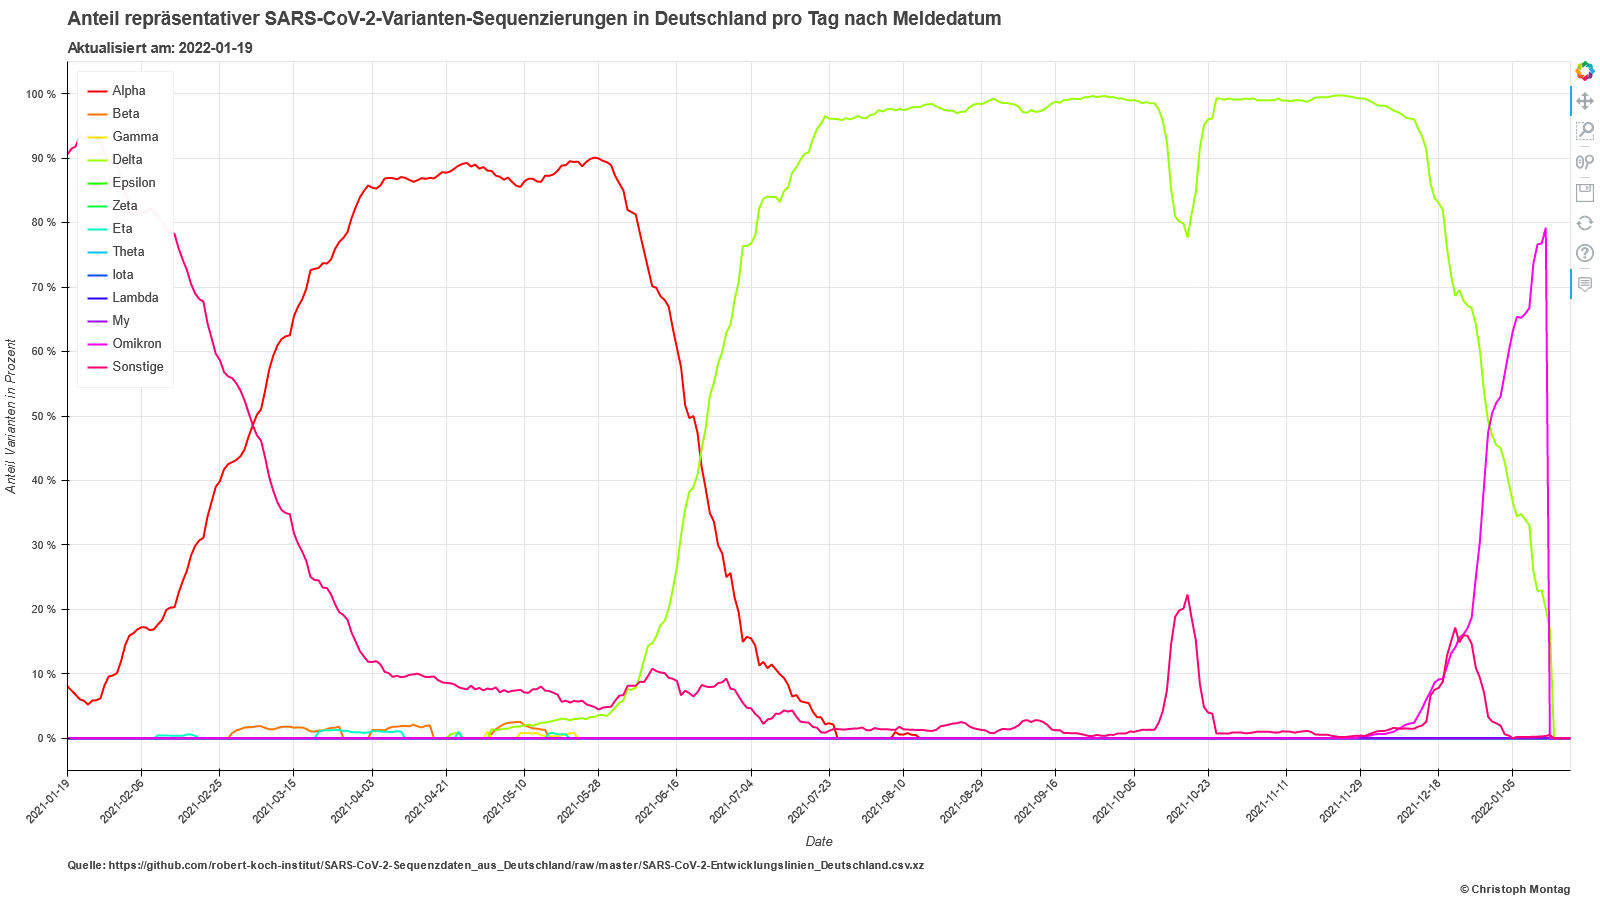 Anteil repräsentativer SARS-CoV-2-Varianten-Sequenzierungen in Deutschland pro Tag nach Meldedatum
Aktualisiert am: 2022-01-19
Alpha
Beta
Gamma
Delta
Epsilon
Zeta
Eta
Theta
Iota
Lambda
My
Omikron
Sonstige
100 %
90 %
80 %
70 %
60 %
50 %
40 %
30 %
20 %
10 %
0 %
Anteil Varianten in Prozent
2021-01-19
2021-02-06
2021-02-25
2021-03-15
2021-04-03
2021-04-21
2021-05-10
2021-05-28
2021-06-16
2021-07-04
2021-07-23
2021-08-10
2021-08-29
2021-09-16
2021-10-05
2021-10-23
2021-11-11
2021-11-29
2021-12-18
2022-01-05
Date
Quelle: https://github.com/robert-koch-institut/SARS-CoV-2-Sequenzdaten_aus_Deutschland/raw/master/SARS-CoV-2-Entwicklungslinien_Deutschland.csv.xz
© Christoph Montag